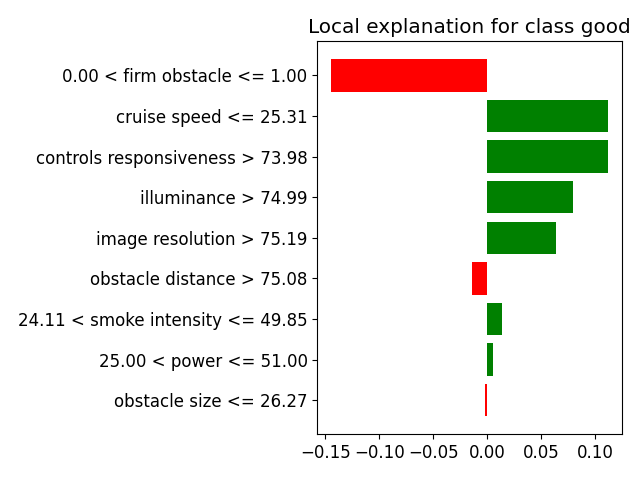 Local explanation for class good
0.00 < firm obstacle <= 1.00
cruise speed <= 25.31
controls responsiveness > 73.98
illuminance > 74.99
image resolution > 75.19
obstacle distance > 75.08
24.11 < smoke intensity <= 49.85
25.00 < power <= 51.00
obstacle size <= 26.27
−0.15 −0.10 −0.05 0.00 0.05 0.10